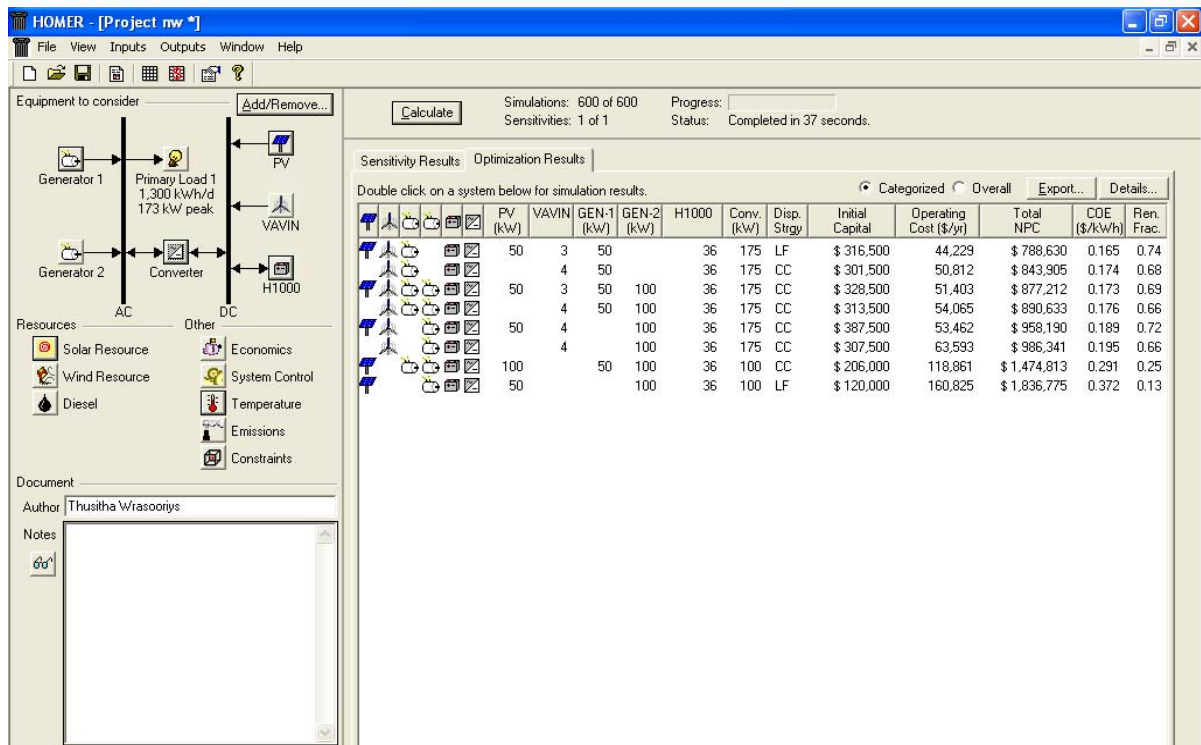 HOMER - [Project nw *]
File View Inputs Outputs Window Help
Equipment to consider
Add/Remove...
Generator 1
Primary Load 1
1,300 kWh/d
173 kW peak
PV
VAVIN
Generator 2
Converter
H1000
AC
DC
Resources
Other
Solar Resource
Economics
Wind Resource
System Control
Diesel
Temperature
Emissions
Constraints
Document
Author Thusitha Wrasooriys
Notes
Calculate
Simulations: 600 of 600
Progress:
Sensitivities: 1 of 1
Status: Completed in 37 seconds.
Sensitivity Results
Optimization Results
Double click on a system below for simulation results.
Categorized
Overall
Export...
Details...
PV (kW) VAVIN GEN-1 (kW) GEN-2 (kW) H1000 Conv. (kW) Disp. Strgy Initial Capital Operating Cost ($/yr) Total NPC COE ($/kWh) Ren. Frac.
50 3 50 36 175 LF $ 316,500 44,229 $ 788,630 0.165 0.74
4 50 36 175 CC $ 301,500 50,812 $ 843,905 0.174 0.68
50 3 50 100 36 175 CC $ 328,500 51,403 $ 877,212 0.173 0.69
4 50 100 36 175 CC $ 313,500 54,065 $ 890,633 0.176 0.66
50 4 100 36 175 CC $ 387,500 53,462 $ 958,190 0.189 0.72
4 100 36 175 CC $ 307,500 63,593 $ 986,341 0.195 0.66
100 50 100 36 100 CC $ 206,000 118,861 $ 1,474,813 0.291 0.25
50 100 36 100 LF $ 120,000 160,825 $ 1,836,775 0.372 0.13